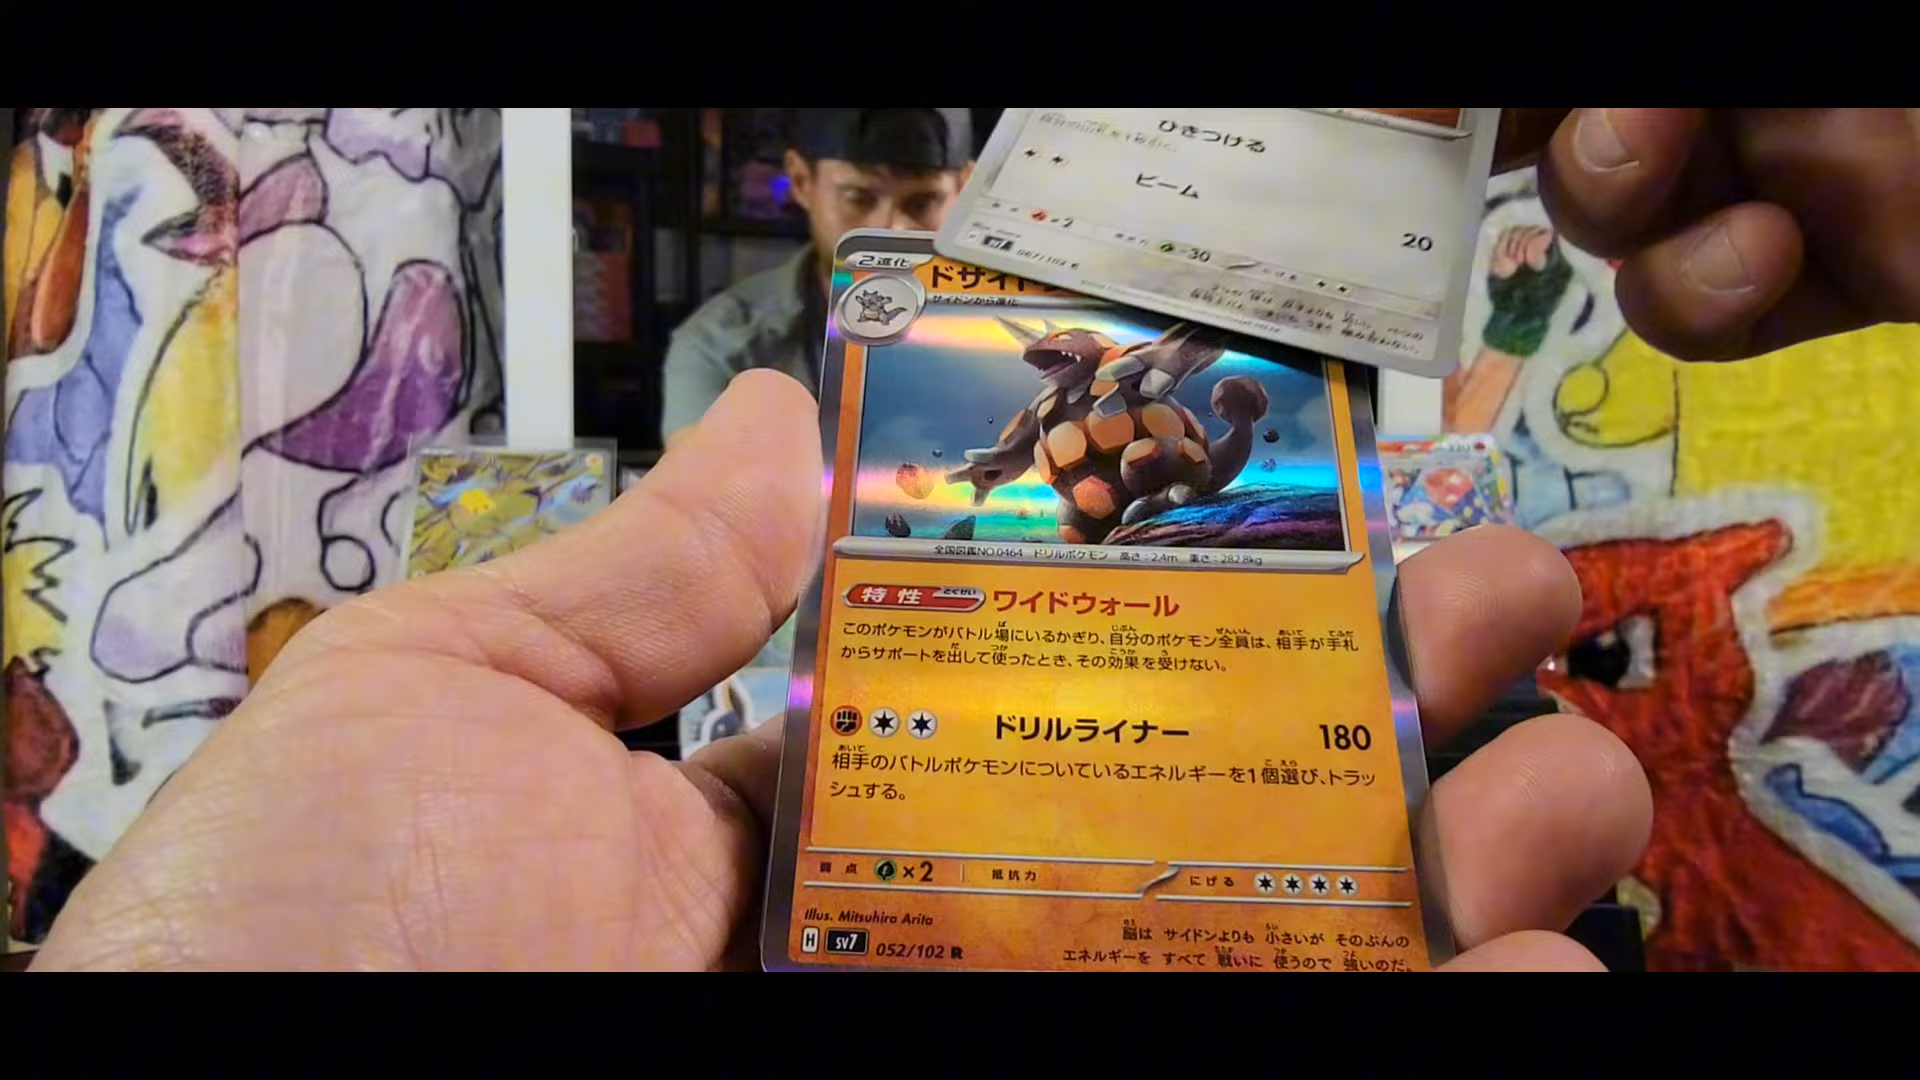 ひきつける
ビーム
20
×2
-30
067/102 C
2進化
ドサイド
サイドンから進化
全国図鑑NO.0464 ドリルポケモン 高さ:2.4m 重さ:282.8kg
特性 ワイドウォール
このポケモンがバトル場にいるかぎり、自分のポケモン全員は、相手が手札
からサポートを出して使ったとき、その効果を受けない。
ドリルライナー 180
相手のバトルポケモンについているエネルギーを1個選び、トラッ
シュする。
弱点 ×2 抵抗力 にげる
Illus. Mitsuhiro Arita
H sv7 052/102 R
脳は サイドンよりも 小さいが そのぶんの
エネルギーを すべて 戦いに 使うので 強いのだ。